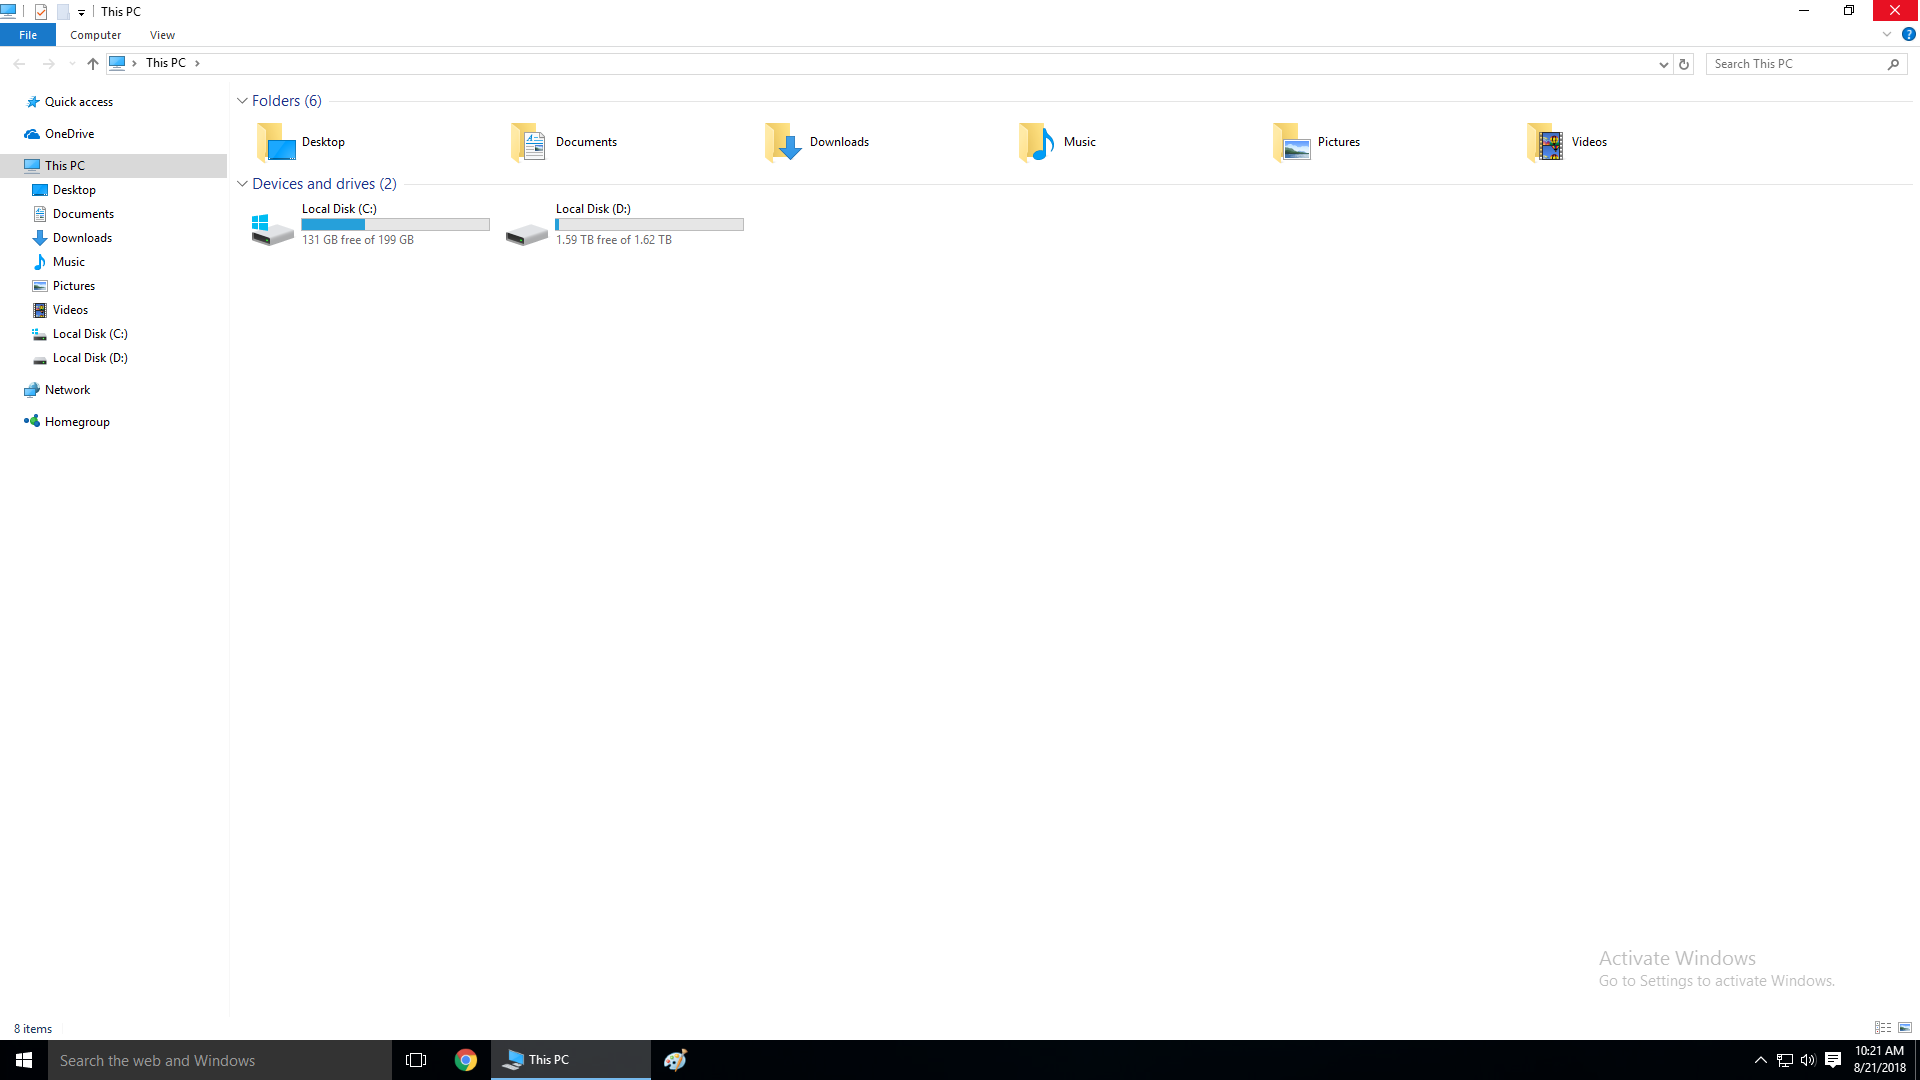 This PC
File Computer View
This PC
Search This PC
Quick access
OneDrive
This PC
Desktop
Documents
Downloads
Music
Pictures
Videos
Local Disk (C:)
Local Disk (D:)
Network
Homegroup
Folders (6)
Desktop
Documents
Downloads
Music
Pictures
Videos
Devices and drives (2)
Local Disk (C:)
131 GB free of 199 GB
Local Disk (D:)
1.59 TB free of 1.62 TB
Activate Windows
Go to Settings to activate Windows.
8 items
Search the web and Windows
This PC
10:21 AM
8/21/2018